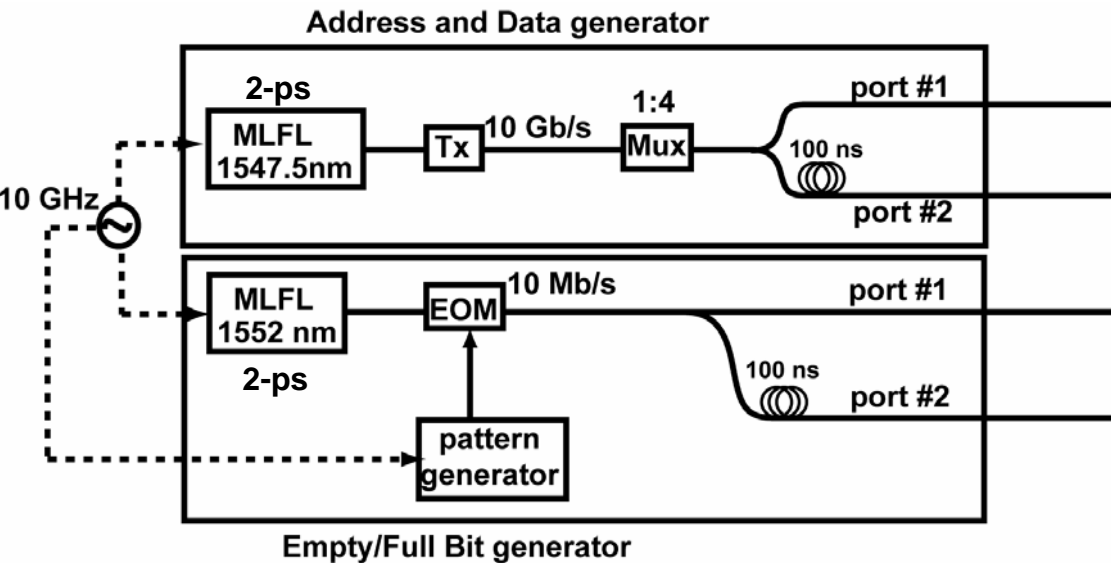 Address and Data generator
2-ps
MLFL
1547.5nm
Tx
10 Gb/s
1:4
Mux
port #1
100 ns
port #2
10 GHz
MLFL
1552 nm
2-ps
EOM
10 Mb/s
port #1
100 ns
port #2
pattern
generator
Empty/Full Bit generator